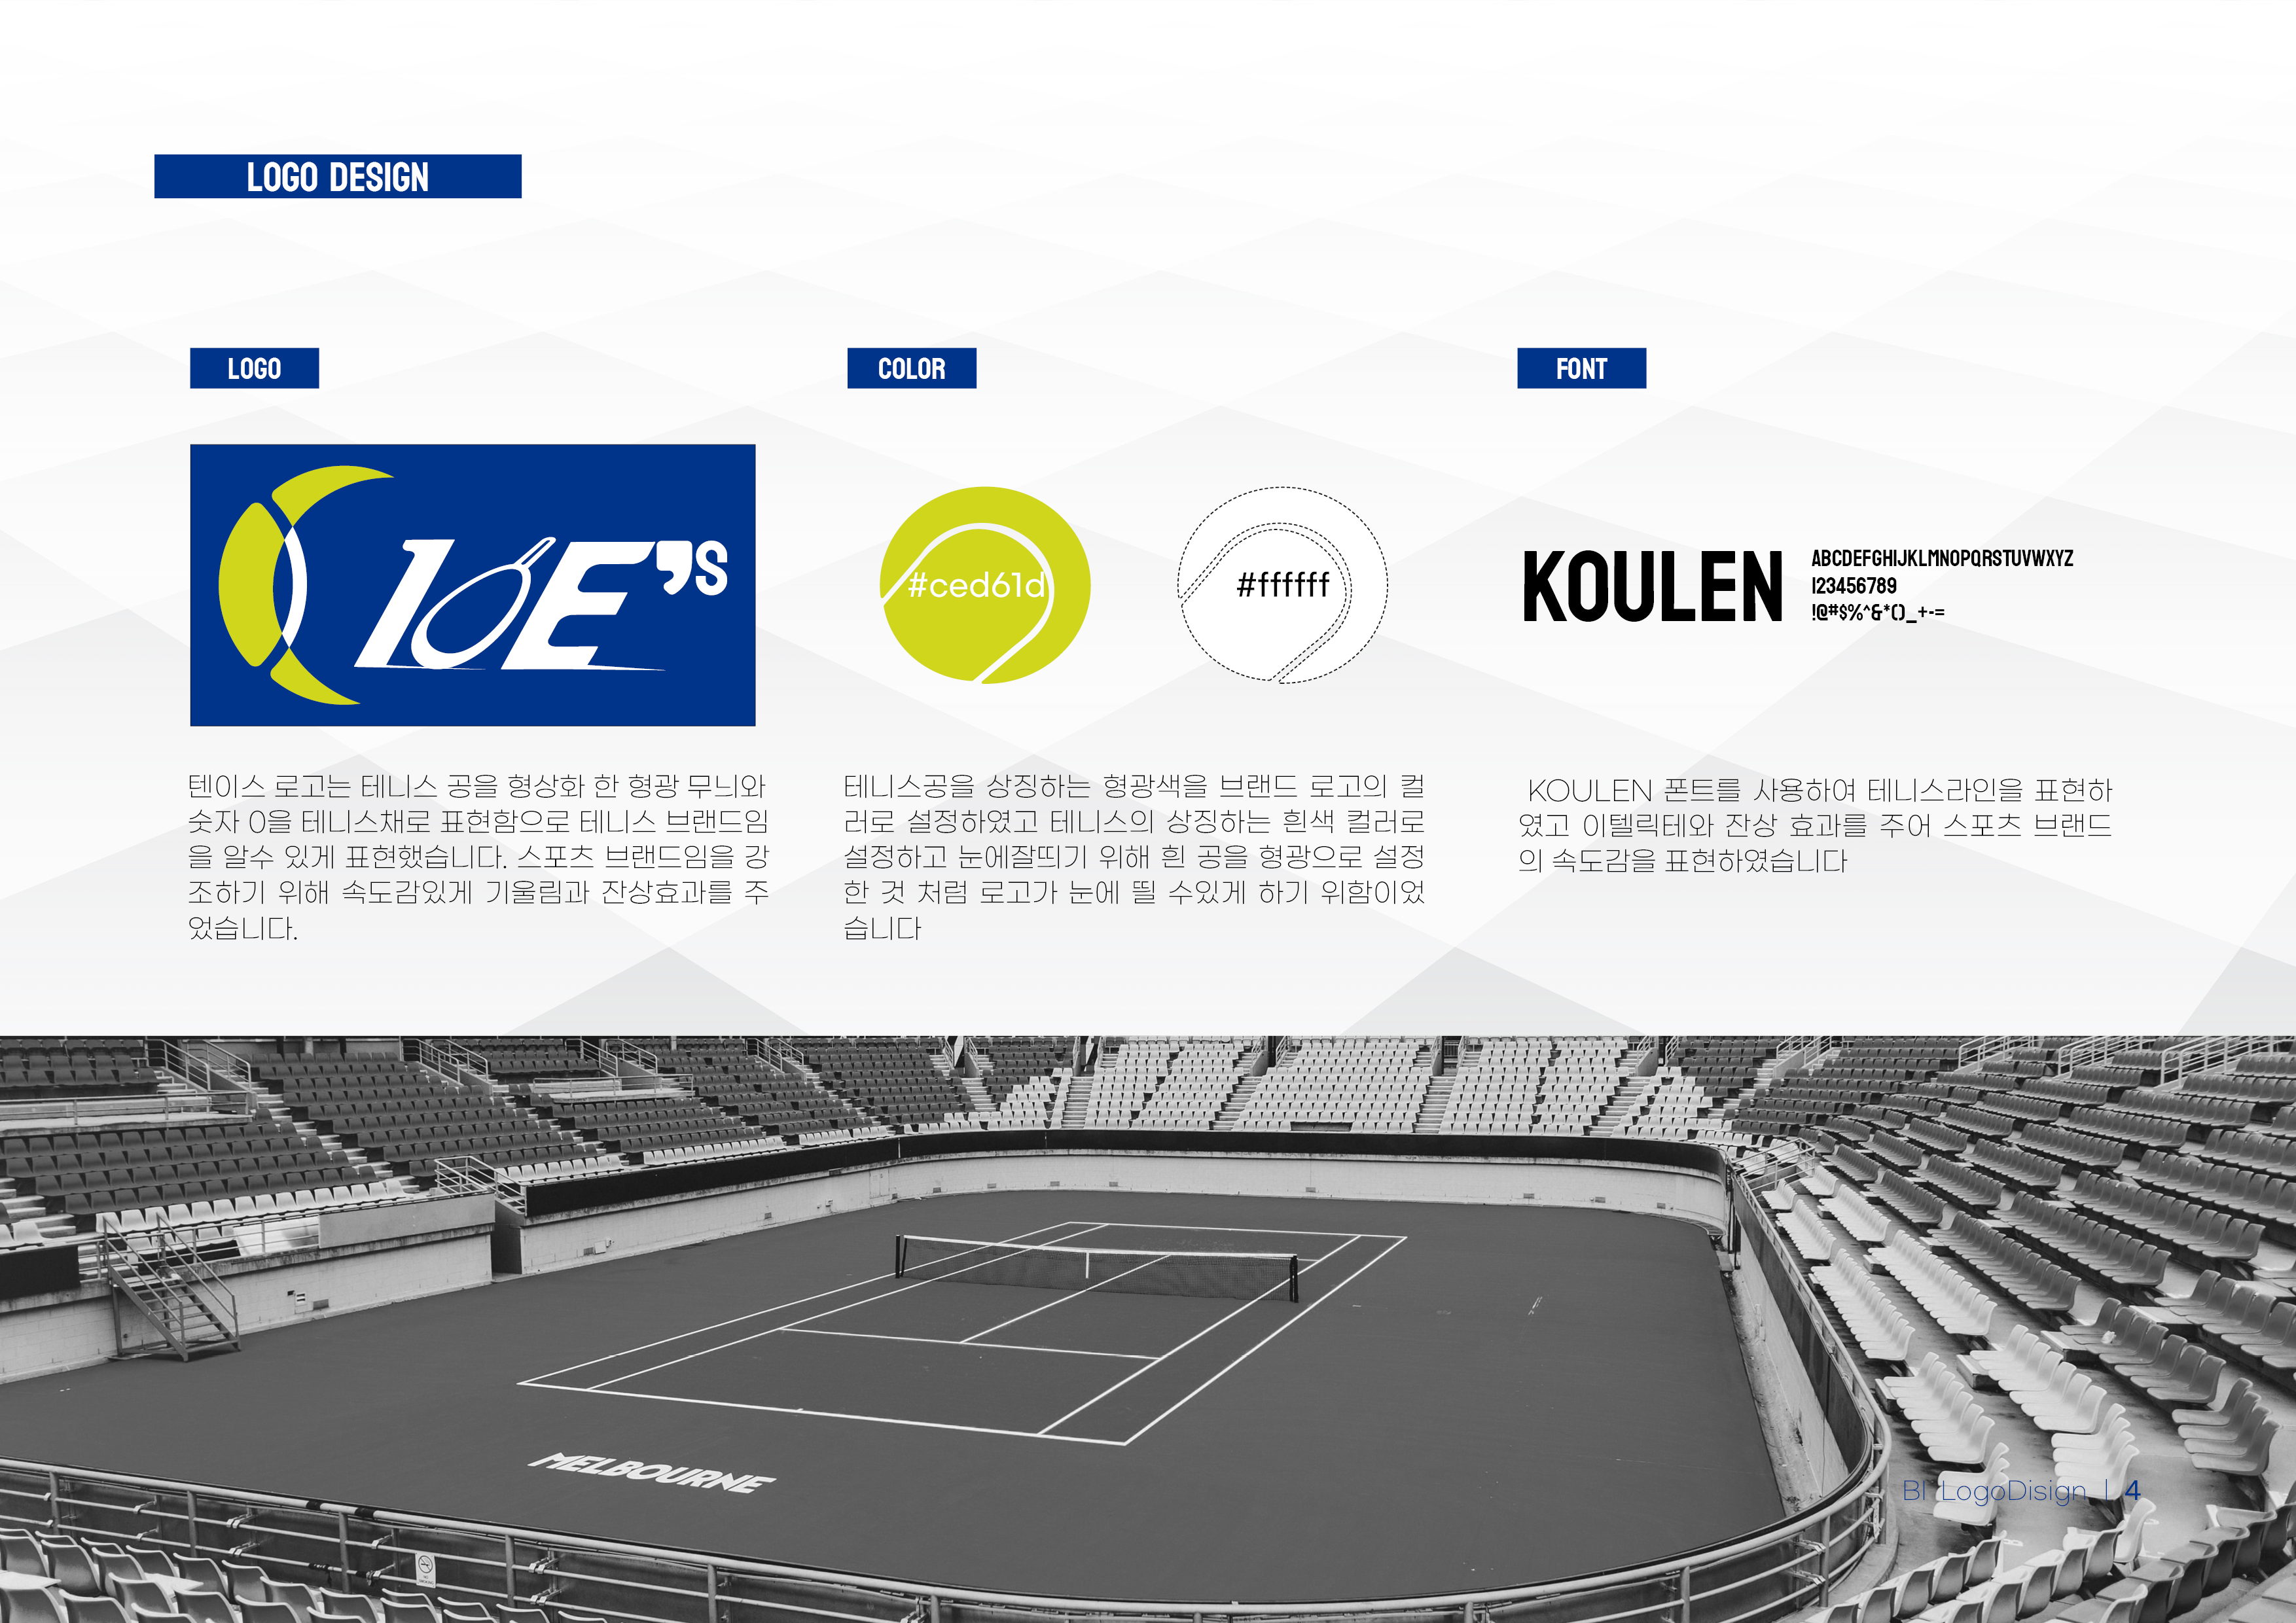 LOGO DESIGN
LOGO
10E's
텐이스 로고는 테니스 공을 형상화 한 형광 무늬와
숫자 0을 테니스채로 표현함으로 테니스 브랜드임
을 알수 있게 표현했습니다. 스포츠 브랜드임을 강
조하기 위해 속도감있게 기울림과 잔상효과를 주
었습니다.
COLOR
#ced61d
#ffffff
테니스공을 상징하는 형광색을 브랜드 로고의 컬
러로 설정하였고 테니스의 상징하는 흰색 컬러로
설정하고 눈에잘띄기 위해 흰 공을 형광으로 설정
한 것 처럼 로고가 눈에 띌 수있게 하기 위함이었
습니다
FONT
KOULEN
ABCDEFGHIJKLMNOPQRSTUVWXYZ
123456789
!@#$%^&*()_+-=
KOULEN 폰트를 사용하여 테니스라인을 표현하
였고 이텔릭테와 잔상 효과를 주어 스포츠 브랜드
의 속도감을 표현하였습니다
MELBOURNE
BI LogoDisign | 4